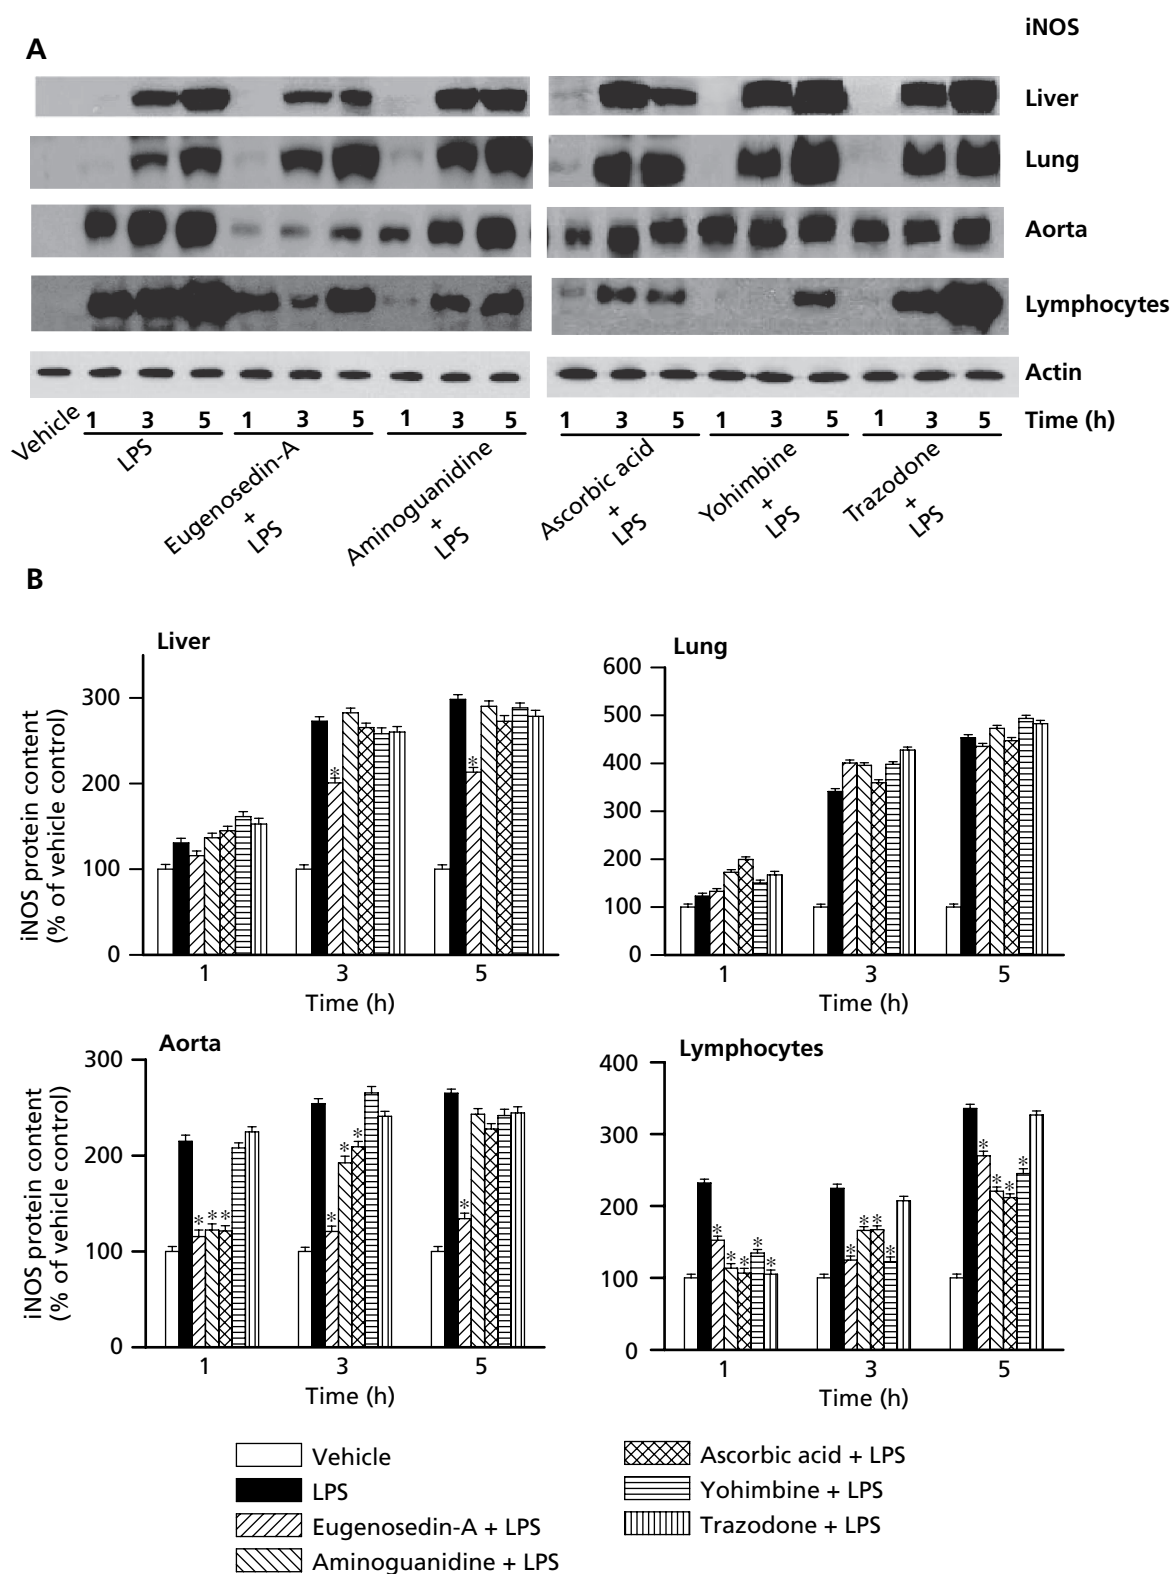 iNOS
A
Liver
Lung
Aorta
Lymphocytes
Actin
Vehicle 1 3 5 1 3 5 1 3 5 1 3 5 1 3 5 1 3 5 Time (h)
LPS
Eugenosedin-A
+
LPS
Aminoguanidine
+
LPS
Ascorbic acid
+
LPS
Yohimbine
+
LPS
Trazodone
+
LPS
B
Liver
iNOS protein content
(% of vehicle control)
300
200
100
0
* *
1 3 5
Time (h)
Lung
600
500
400
300
200
100
0
1 3 5
Time (h)
Aorta
iNOS protein content
(% of vehicle control)
300
200
100
0
* * * * * * *
1 3 5
Time (h)
Lymphocytes
400
300
200
100
0
* * * * * * * * * * * * *
1 3 5
Time (h)
Vehicle
LPS
Eugenosedin-A + LPS
Aminoguanidine + LPS
Ascorbic acid + LPS
Yohimbine + LPS
Trazodone + LPS